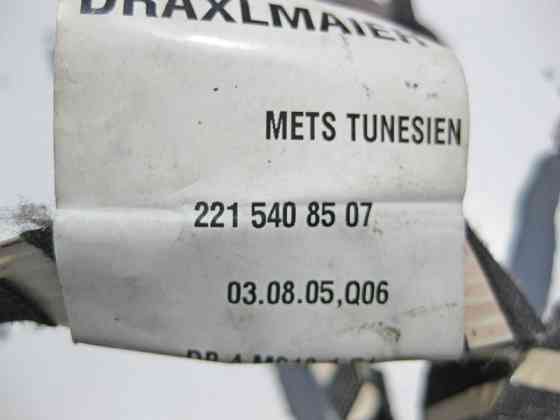 DRAXLMAIER
METS TUNESIEN
221 540 85 07
03.08.05,Q06